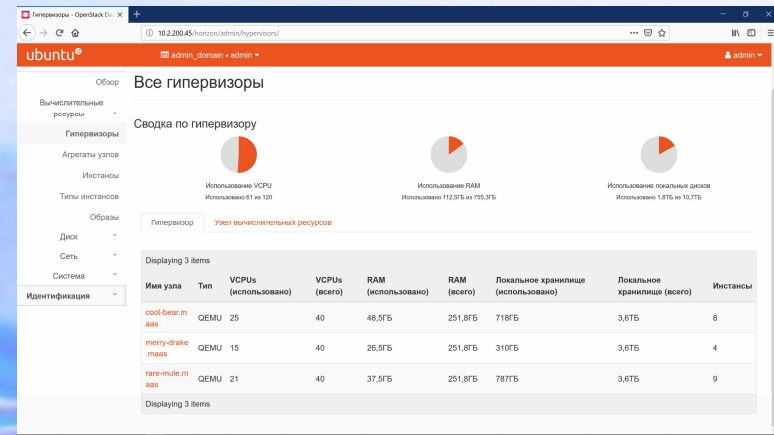 Гипервизоры - OpenStack Das
10.2.200.45/horizon/admin/hypervisors/
ubuntu®
admin_domain • admin
admin
Обзор
Вычислительные
ресурсы
Гипервизоры
Агрегаты узлов
Инстансы
Типы инстансов
Образы
Диск
Сеть
Система
Идентификация
Все гипервизоры
Сводка по гипервизору
Использование VCPU
Использовано 61 из 120
Использование RAM
Использовано 112,5ГБ из 755,3ГБ
Использование локальных дисков
Использовано 1,8ТБ из 10,7ТБ
Гипервизор Узел вычислительных ресурсов
Displaying 3 items
Имя узла Тип VCPUs (использовано) VCPUs (всего) RAM (использовано) RAM (всего) Локальное хранилище (использовано) Локальное хранилище (всего) Инстансы
cool-bear.maas QEMU 25 40 48,5ГБ 251,8ГБ 718ГБ 3,6ТБ 8
merry-drake.maas QEMU 15 40 26,5ГБ 251,8ГБ 310ГБ 3,6ТБ 4
rare-mule.maas QEMU 21 40 37,5ГБ 251,8ГБ 787ГБ 3,6ТБ 9
Displaying 3 items